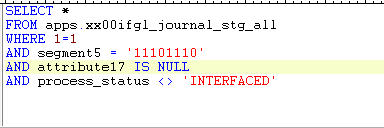 SELECT *
FROM apps.xx00ifgl_journal_stg_all
WHERE 1=1
AND segment5 = '11101110'
AND attribute17 IS NULL
AND process_status <> 'INTERFACED'